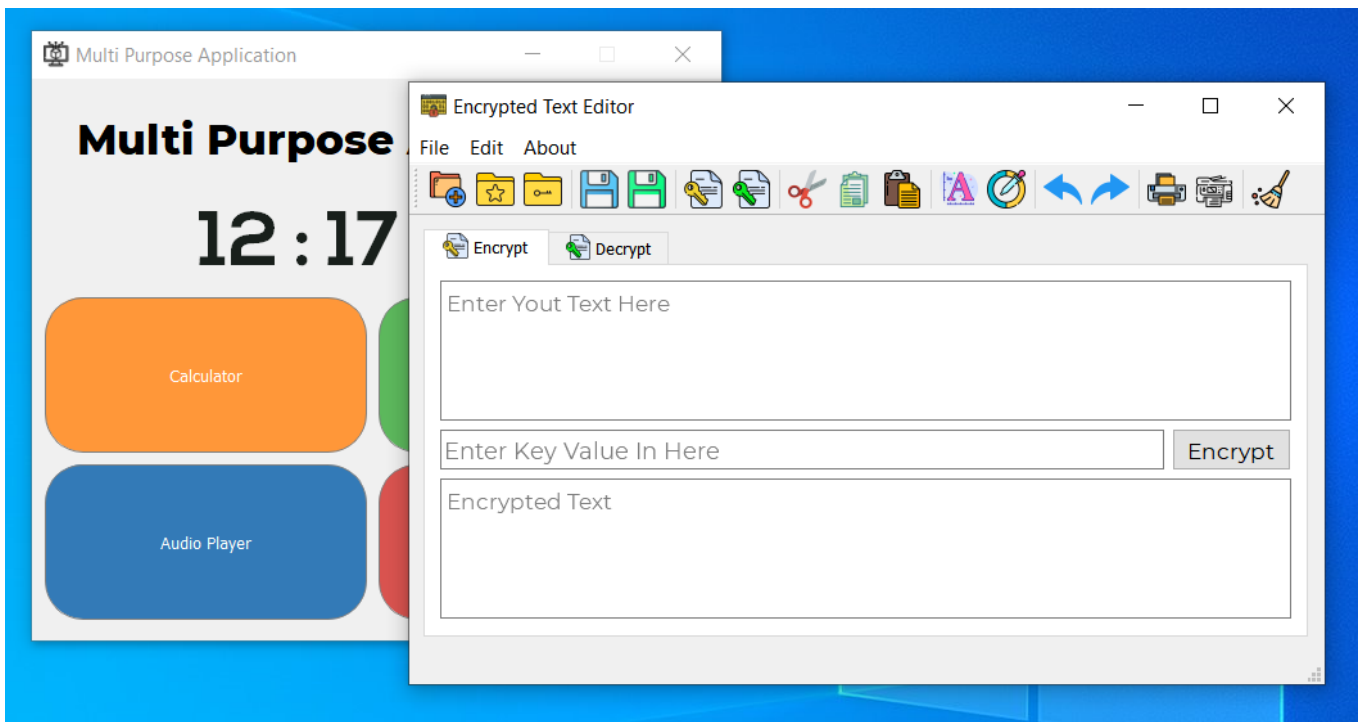 Multi Purpose Application
Multi Purpose
12:17
Calculator
Audio Player
Encrypted Text Editor
File Edit About
Encrypt Decrypt
Enter Yout Text Here
Enter Key Value In Here
Encrypt
Encrypted Text